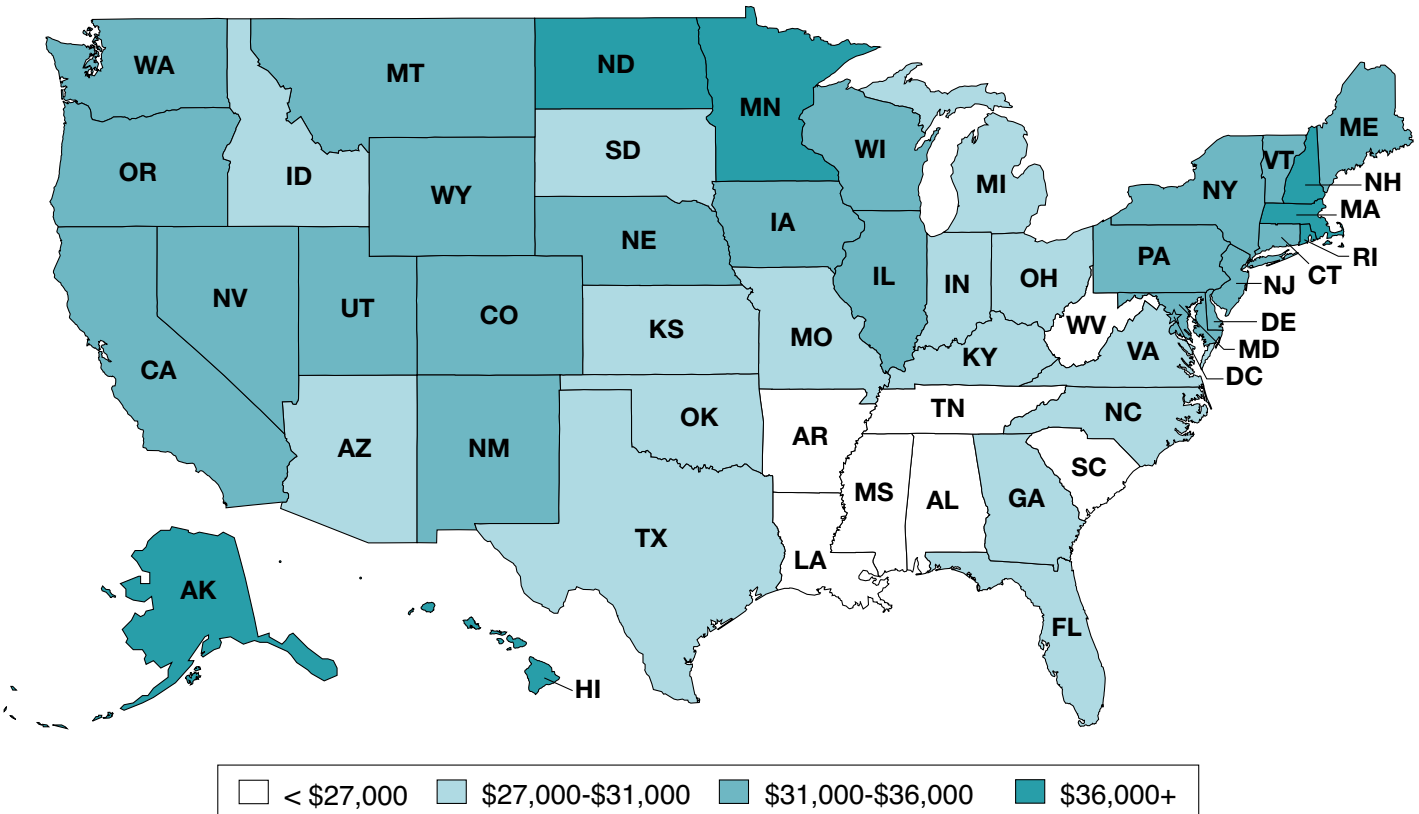 WA
MT
ND
MN
OR
ID
WY
SD
WI
MI
NY
VT
ME
NH
MA
RI
CT
NV
UT
CO
NE
IA
IL
IN
OH
PA
NJ
DE
MD
DC
CA
KS
MO
KY
WV
VA
AZ
NM
OK
AR
TN
NC
SC
TX
LA
MS
AL
GA
FL
AK
HI
< $27,000 $27,000-$31,000 $31,000-$36,000 $36,000+